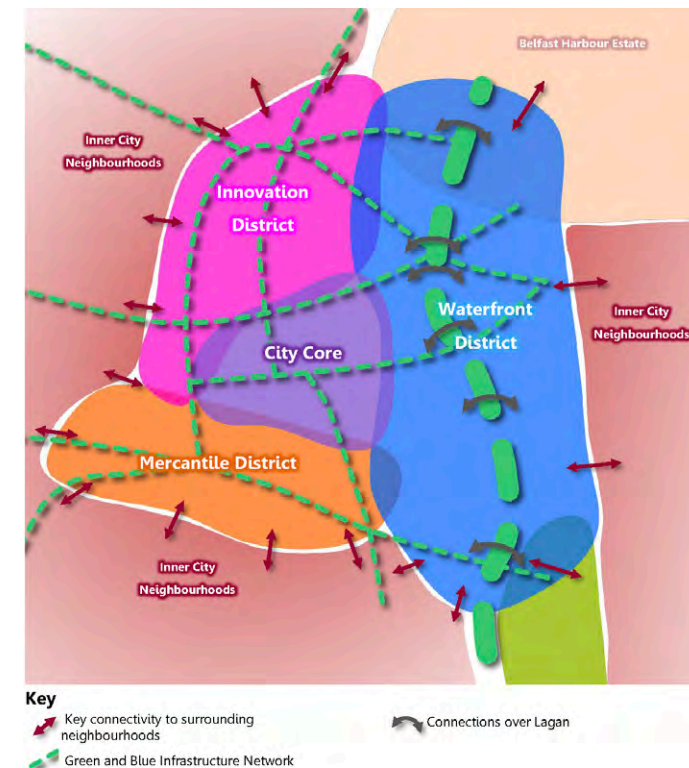 Belfast Harbour Estate
Inner City
Neighbourhoods
Innovation
District
Waterfront
District
Inner City
Neighbourhoods
City Core
Mercantile District
Inner City
Neighbourhoods
Key
Key connectivity to surrounding
neighbourhoods
Connections over Lagan
Green and Blue Infrastructure Network